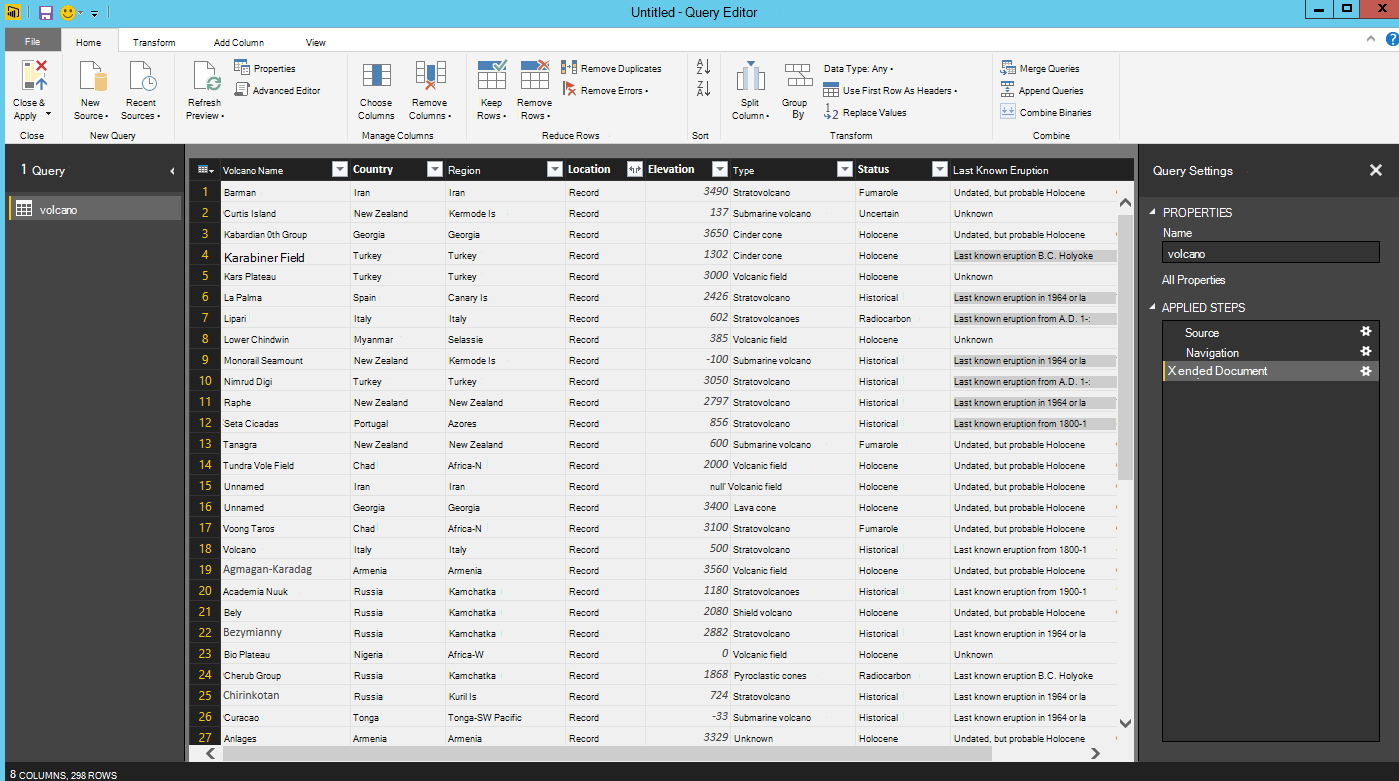 Untitled - Query Editor
File Home Transform Add Column View
Close & Apply
New Source
Recent Sources
Refresh Preview
Properties
Advanced Editor
Choose Columns
Remove Columns
Keep Rows
Remove Rows
Remove Duplicates
Remove Errors
Split Column
Group By
Data Type: Any
Use First Row As Headers
Replace Values
Merge Queries
Append Queries
Combine Binaries
Close New Query Manage Columns Reduce Rows Sort Transform Combine
1 Query
volcano
Volcano Name Country Region Location Elevation Type Status Last Known Eruption
1 Barman Iran Iran Record 3490 Stratovolcano Fumarole Undated, but probable Holocene
2 Curtis Island New Zealand Kermode Is Record 137 Submarine volcano Uncertain Unknown
3 Kabardian 0th Group Georgia Georgia Record 3650 Cinder cone Holocene Undated, but probable Holocene
4 Karabiner Field Turkey Turkey Record 1302 Cinder cone Holocene Last known eruption B.C. Holyoke
5 Kars Plateau Turkey Turkey Record 3000 Volcanic field Holocene Unknown
6 La Palma Spain Canary Is Record 2426 Stratovolcano Historical Last known eruption in 1964 or la
7 Lipari Italy Italy Record 602 Stratovolcanoes Radiocarbon Last known eruption from A.D. 1-:
8 Lower Chindwin Myanmar Selassie Record 385 Volcanic field Holocene Unknown
9 Monorail Seamount New Zealand Kermode Is Record -100 Submarine volcano Historical Last known eruption in 1964 or la
10 Nimrud Digi Turkey Turkey Record 3050 Stratovolcano Historical Last known eruption from A.D. 1-:
11 Raphe New Zealand New Zealand Record 2797 Stratovolcano Historical Last known eruption in 1964 or la
12 Seta Cicadas Portugal Azores Record 856 Stratovolcano Historical Last known eruption from 1800-1
13 Tanagra New Zealand New Zealand Record 600 Submarine volcano Fumarole Undated, but probable Holocene
14 Tundra Vole Field Chad Africa-N Record 2000 Volcanic field Holocene Undated, but probable Holocene
15 Unnamed Iran Iran Record null' Volcanic field Holocene Undated, but probable Holocene
16 Unnamed Georgia Georgia Record 3400 Lava cone Holocene Undated, but probable Holocene
17 Voong Taros Chad Africa-N Record 3100 Stratovolcano Fumarole Undated, but probable Holocene
18 Volcano Italy Italy Record 500 Stratovolcano Historical Last known eruption from 1800-1
19 Agmagan-Karadag Armenia Armenia Record 3560 Volcanic field Holocene Undated, but probable Holocene
20 Academia Nuuk Russia Kamchatka Record 1180 Stratovolcanoes Historical Last known eruption from 1900-1
21 Bely Russia Kamchatka Record 2080 Shield volcano Holocene Undated, but probable Holocene
22 Bezymianny Russia Kamchatka Record 2882 Stratovolcano Historical Last known eruption in 1964 or la
23 Bio Plateau Nigeria Africa-W Record 0 Volcanic field Holocene Unknown
24 Cherub Group Russia Kamchatka Record 1868 Pyroclastic cones Radiocarbon Last known eruption B.C. Holyoke
25 Chirinkotan Russia Kuril Is Record 724 Stratovolcano Historical Last known eruption in 1964 or la
26 Curacao Tonga Tonga-SW Pacific Record -33 Submarine volcano Historical Last known eruption in 1964 or la
27 Anlages Armenia Armenia Record 3329 Unknown Holocene Undated, but probable Holocene
Query Settings
PROPERTIES
Name
volcano
All Properties
APPLIED STEPS
Source
Navigation
X ended Document
8 COLUMNS, 298 ROWS